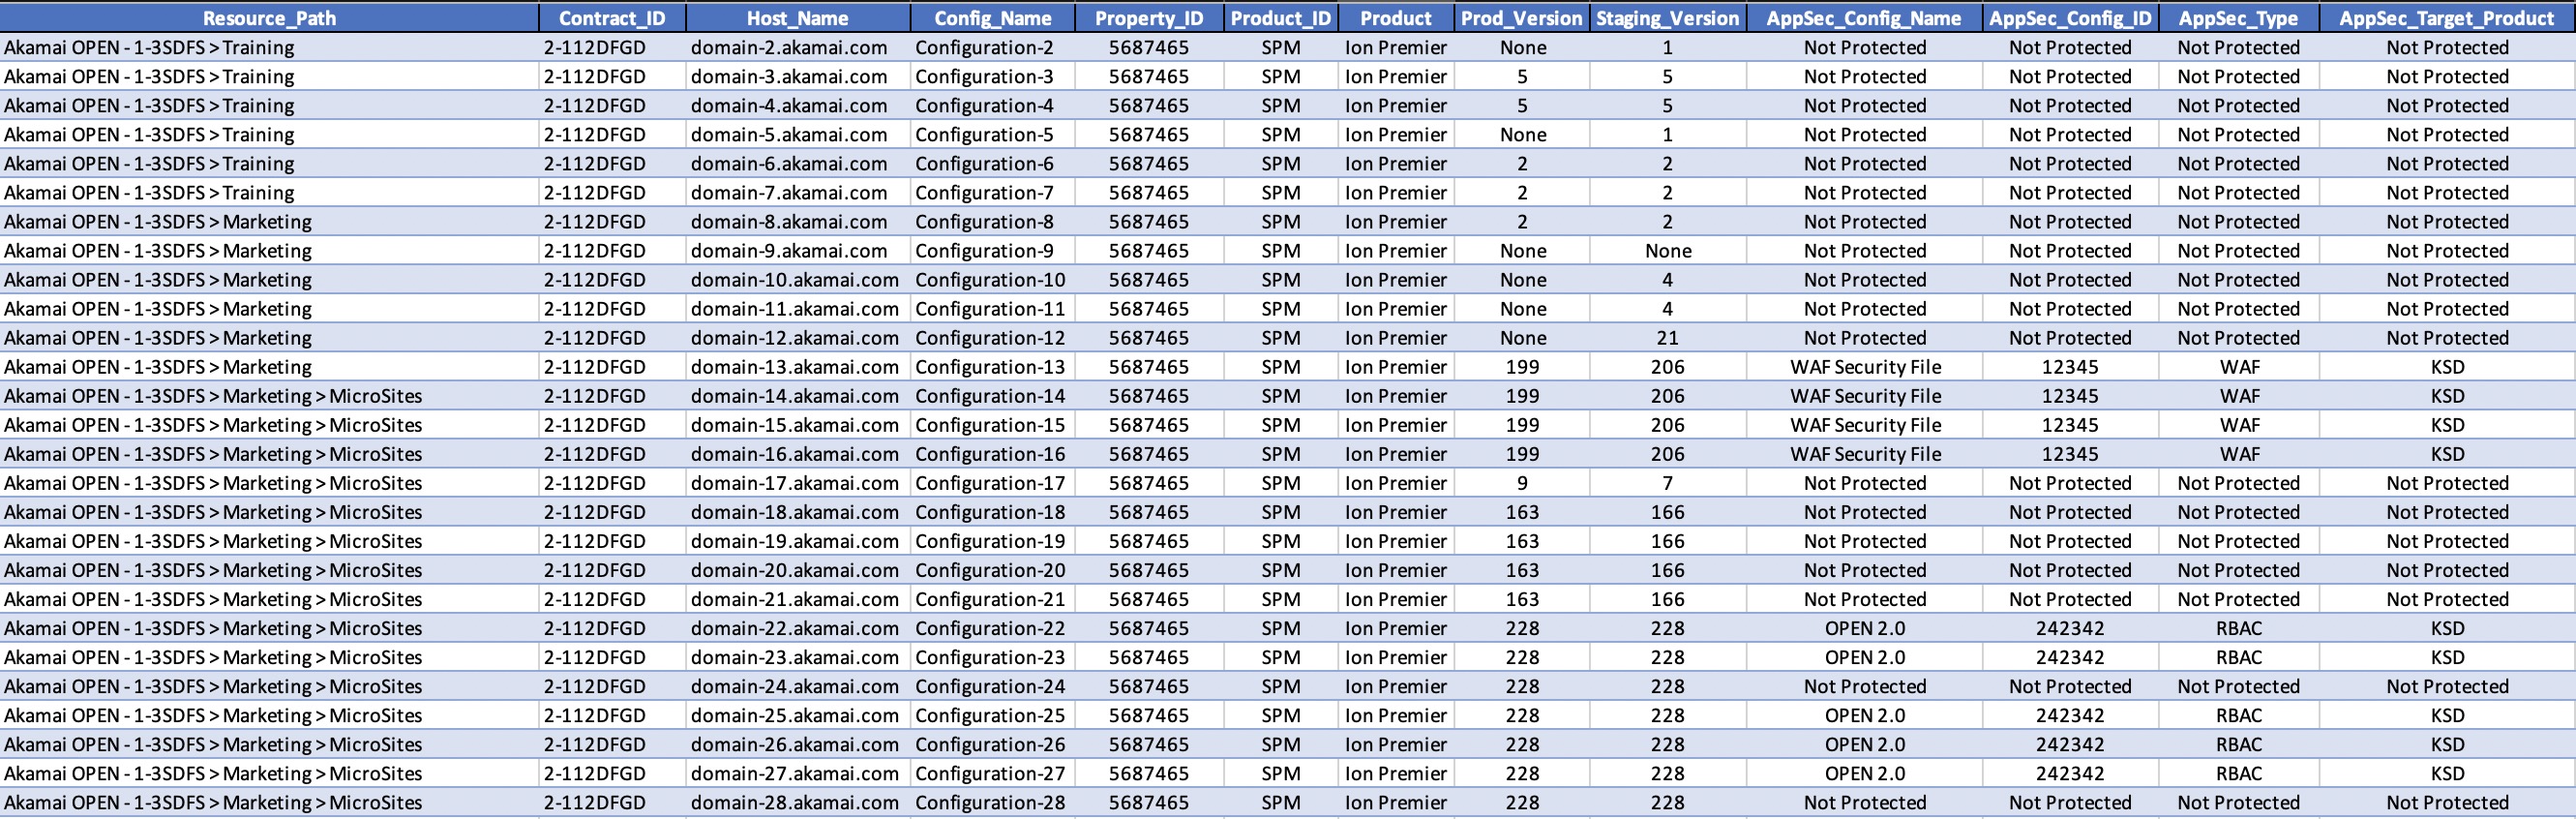 Resource_Path Contract_ID Host_Name Config_Name Property_ID Product_ID Product Prod_Version Staging_Version AppSec_Config_Name AppSec_Config_ID AppSec_Type AppSec_Target_Product
Akamai OPEN - 1-3SDFS > Training 2-112DFGD domain-2.akamai.com Configuration-2 5687465 SPM Ion Premier None 1 Not Protected Not Protected Not Protected Not Protected
Akamai OPEN - 1-3SDFS > Training 2-112DFGD domain-3.akamai.com Configuration-3 5687465 SPM Ion Premier 5 5 Not Protected Not Protected Not Protected Not Protected
Akamai OPEN - 1-3SDFS > Training 2-112DFGD domain-4.akamai.com Configuration-4 5687465 SPM Ion Premier 5 5 Not Protected Not Protected Not Protected Not Protected
Akamai OPEN - 1-3SDFS > Training 2-112DFGD domain-5.akamai.com Configuration-5 5687465 SPM Ion Premier None 1 Not Protected Not Protected Not Protected Not Protected
Akamai OPEN - 1-3SDFS > Training 2-112DFGD domain-6.akamai.com Configuration-6 5687465 SPM Ion Premier 2 2 Not Protected Not Protected Not Protected Not Protected
Akamai OPEN - 1-3SDFS > Training 2-112DFGD domain-7.akamai.com Configuration-7 5687465 SPM Ion Premier 2 2 Not Protected Not Protected Not Protected Not Protected
Akamai OPEN - 1-3SDFS > Marketing 2-112DFGD domain-8.akamai.com Configuration-8 5687465 SPM Ion Premier 2 2 Not Protected Not Protected Not Protected Not Protected
Akamai OPEN - 1-3SDFS > Marketing 2-112DFGD domain-9.akamai.com Configuration-9 5687465 SPM Ion Premier None None Not Protected Not Protected Not Protected Not Protected
Akamai OPEN - 1-3SDFS > Marketing 2-112DFGD domain-10.akamai.com Configuration-10 5687465 SPM Ion Premier None 4 Not Protected Not Protected Not Protected Not Protected
Akamai OPEN - 1-3SDFS > Marketing 2-112DFGD domain-11.akamai.com Configuration-11 5687465 SPM Ion Premier None 4 Not Protected Not Protected Not Protected Not Protected
Akamai OPEN - 1-3SDFS > Marketing 2-112DFGD domain-12.akamai.com Configuration-12 5687465 SPM Ion Premier None 21 Not Protected Not Protected Not Protected Not Protected
Akamai OPEN - 1-3SDFS > Marketing 2-112DFGD domain-13.akamai.com Configuration-13 5687465 SPM Ion Premier 199 206 WAF Security File 12345 WAF KSD
Akamai OPEN - 1-3SDFS > Marketing > MicroSites 2-112DFGD domain-14.akamai.com Configuration-14 5687465 SPM Ion Premier 199 206 WAF Security File 12345 WAF KSD
Akamai OPEN - 1-3SDFS > Marketing > MicroSites 2-112DFGD domain-15.akamai.com Configuration-15 5687465 SPM Ion Premier 199 206 WAF Security File 12345 WAF KSD
Akamai OPEN - 1-3SDFS > Marketing > MicroSites 2-112DFGD domain-16.akamai.com Configuration-16 5687465 SPM Ion Premier 199 206 WAF Security File 12345 WAF KSD
Akamai OPEN - 1-3SDFS > Marketing > MicroSites 2-112DFGD domain-17.akamai.com Configuration-17 5687465 SPM Ion Premier 9 7 Not Protected Not Protected Not Protected Not Protected
Akamai OPEN - 1-3SDFS > Marketing > MicroSites 2-112DFGD domain-18.akamai.com Configuration-18 5687465 SPM Ion Premier 163 166 Not Protected Not Protected Not Protected Not Protected
Akamai OPEN - 1-3SDFS > Marketing > MicroSites 2-112DFGD domain-19.akamai.com Configuration-19 5687465 SPM Ion Premier 163 166 Not Protected Not Protected Not Protected Not Protected
Akamai OPEN - 1-3SDFS > Marketing > MicroSites 2-112DFGD domain-20.akamai.com Configuration-20 5687465 SPM Ion Premier 163 166 Not Protected Not Protected Not Protected Not Protected
Akamai OPEN - 1-3SDFS > Marketing > MicroSites 2-112DFGD domain-21.akamai.com Configuration-21 5687465 SPM Ion Premier 163 166 Not Protected Not Protected Not Protected Not Protected
Akamai OPEN - 1-3SDFS > Marketing > MicroSites 2-112DFGD domain-22.akamai.com Configuration-22 5687465 SPM Ion Premier 228 228 OPEN 2.0 242342 RBAC KSD
Akamai OPEN - 1-3SDFS > Marketing > MicroSites 2-112DFGD domain-23.akamai.com Configuration-23 5687465 SPM Ion Premier 228 228 OPEN 2.0 242342 RBAC KSD
Akamai OPEN - 1-3SDFS > Marketing > MicroSites 2-112DFGD domain-24.akamai.com Configuration-24 5687465 SPM Ion Premier 228 228 Not Protected Not Protected Not Protected Not Protected
Akamai OPEN - 1-3SDFS > Marketing > MicroSites 2-112DFGD domain-25.akamai.com Configuration-25 5687465 SPM Ion Premier 228 228 OPEN 2.0 242342 RBAC KSD
Akamai OPEN - 1-3SDFS > Marketing > MicroSites 2-112DFGD domain-26.akamai.com Configuration-26 5687465 SPM Ion Premier 228 228 OPEN 2.0 242342 RBAC KSD
Akamai OPEN - 1-3SDFS > Marketing > MicroSites 2-112DFGD domain-27.akamai.com Configuration-27 5687465 SPM Ion Premier 228 228 OPEN 2.0 242342 RBAC KSD
Akamai OPEN - 1-3SDFS > Marketing > MicroSites 2-112DFGD domain-28.akamai.com Configuration-28 5687465 SPM Ion Premier 228 228 Not Protected Not Protected Not Protected Not Protected